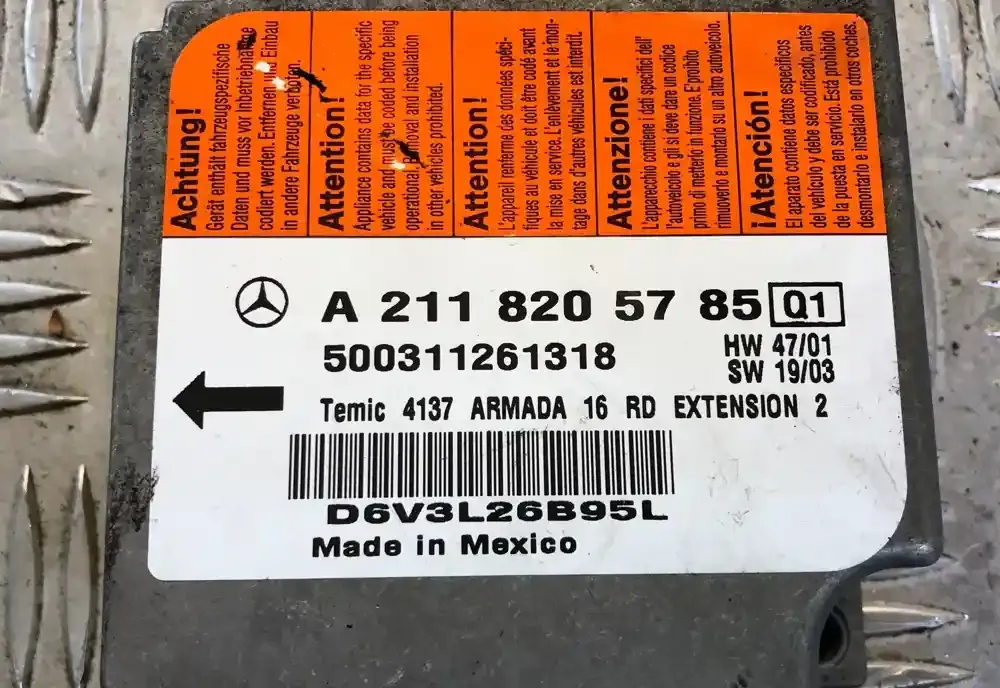 Achtung!
Gerät enthält fahrzeugspezifische
Daten und muss vor Inbetriebnahme
codiert werden. Entfernen und Einbau
in andere Fahrzeuge verboten.
Attention!
Appliance contains data for the specific
vehicle and must be coded before being
operational. Removal and installation
in other vehicles prohibited.
Attention!
L'appareil renferme des données spéci-
fiques au véhicule et doit être codé avant
la mise en service. L'enlèvement et le mon-
tage dans d'autres véhicules est interdit.
Attenzione!
L'apparecchio contiene i dati specifici dell'
l'autoveicolo e gli si deve dare un codice
primo di metterlo in funzione. E'proibito
rimuoverlo e montarlo su un altro autoveicolo.
¡Atención!
El aparato contiene datos específicos
del vehículo y debe ser codificado, antes
de la puesta en servicio. Está prohibido
desmontarlo e instalarlo en otros coches.
A 211 820 57 85 Q1
500311261318
HW 47/01
SW 19/03
Temic 4137 ARMADA 16 RD EXTENSION 2
D6V3L26B95L
Made in Mexico